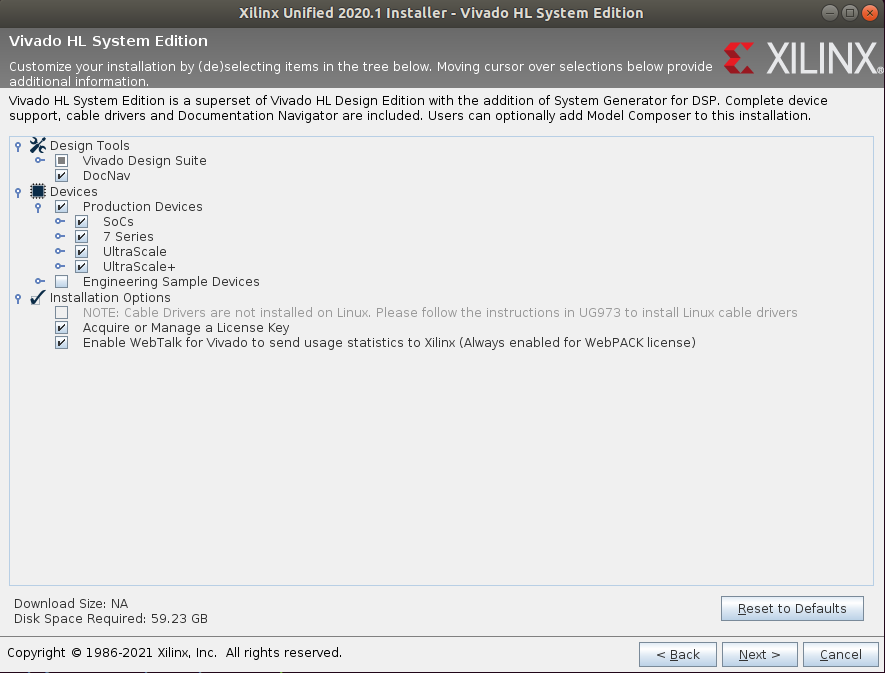 Xilinx Unified 2020.1 Installer - Vivado HL System Edition
Vivado HL System Edition
Customize your installation by (de)selecting items in the tree below. Moving cursor over selections below provide
additional information.
XILINX®
Vivado HL System Edition is a superset of Vivado HL Design Edition with the addition of System Generator for DSP. Complete device
support, cable drivers and Documentation Navigator are included. Users can optionally add Model Composer to this installation.
Design Tools
Vivado Design Suite
DocNav
Devices
Production Devices
SoCs
7 Series
UltraScale
UltraScale+
Engineering Sample Devices
Installation Options
NOTE: Cable Drivers are not installed on Linux. Please follow the instructions in UG973 to install Linux cable drivers
Acquire or Manage a License Key
Enable WebTalk for Vivado to send usage statistics to Xilinx (Always enabled for WebPACK license)
Download Size: NA
Disk Space Required: 59.23 GB
Reset to Defaults
Copyright © 1986-2021 Xilinx, Inc. All rights reserved.
< Back
Next >
Cancel